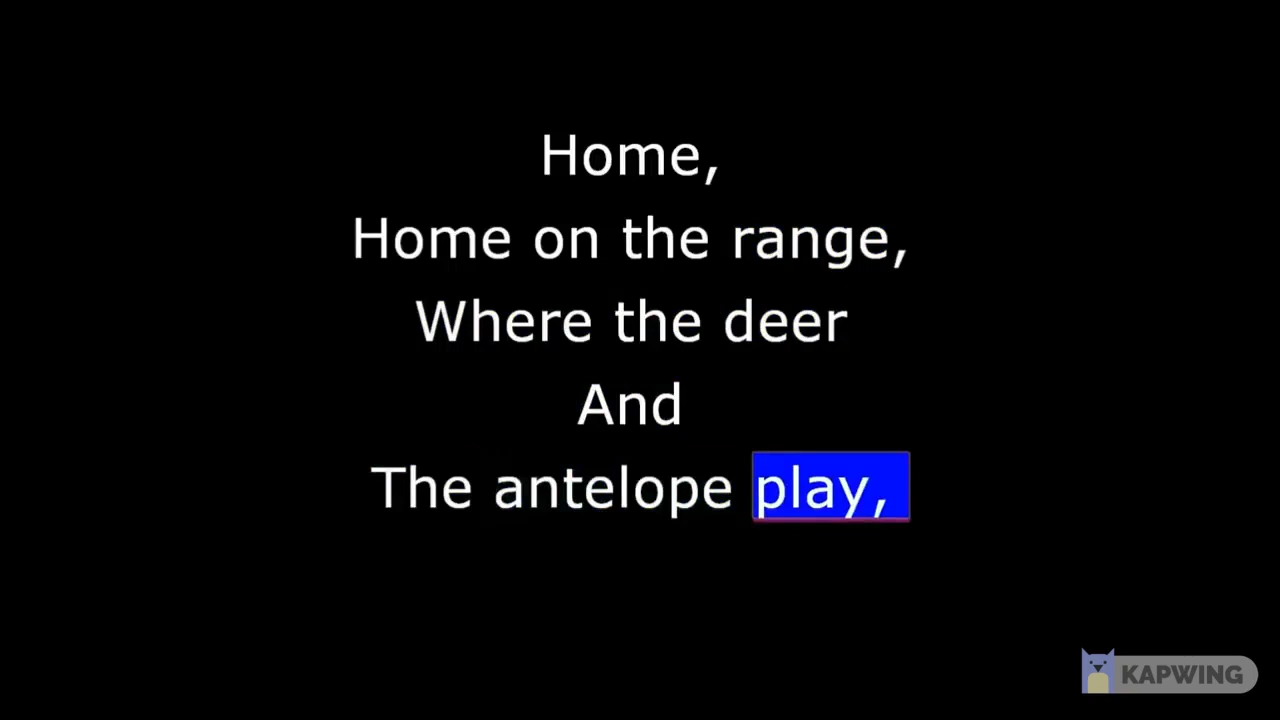 Home,
Home on the range,
Where the deer
And
The antelope play,
KAPWING